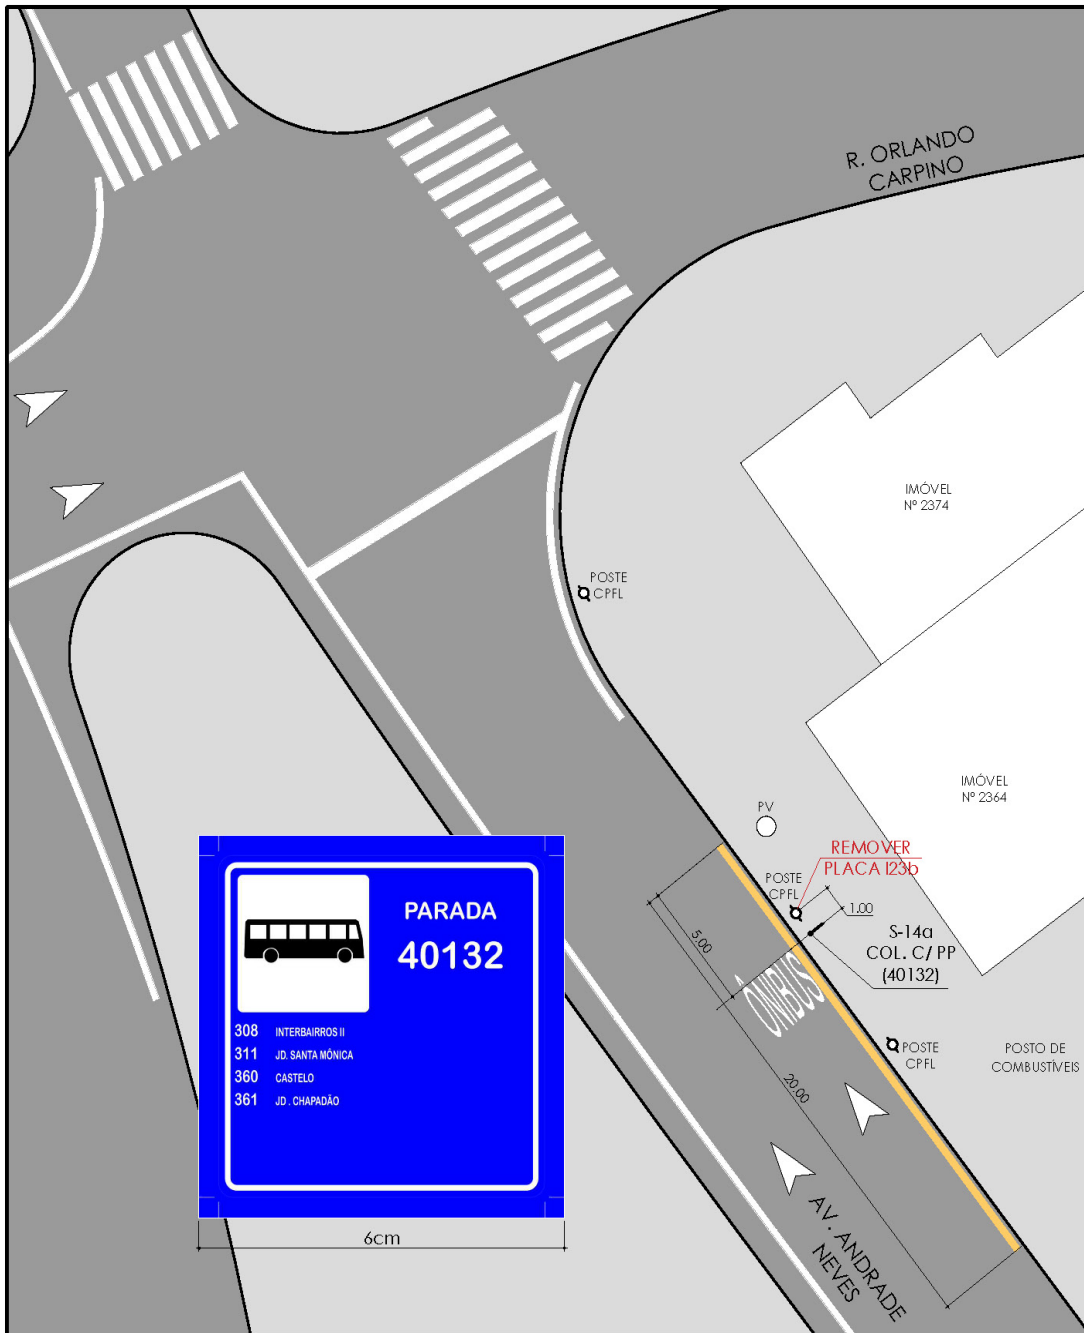 R. ORLANDO
CARPINO
IMÓVEL
Nº 2374
POSTE
CPFL
IMÓVEL
Nº 2364
PV
REMOVER
PLACA I23b
POSTE
CPFL
1.00
S-14a
COL. C/ PP
(40132)
5.00
ÔNIBUS
POSTE
CPFL
POSTO DE
COMBUSTÍVEIS
20.00
AV. ANDRADE
NEVES
PARADA
40132
308 INTERBAIRROS II
311 JD. SANTA MÔNICA
360 CASTELO
361 JD. CHAPADÃO
6cm